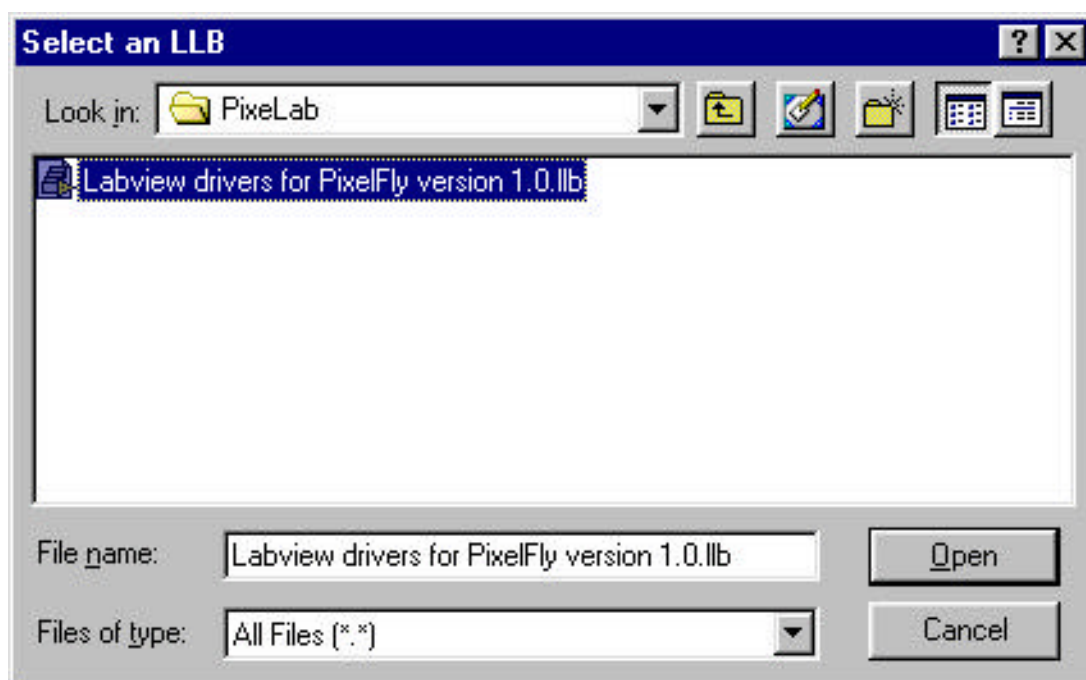 Select an LLB
Look in: PixeLab
Labview drivers for PixelFly version 1.0.llb
File name: Labview drivers for PixelFly version 1.0.llb Open
Files of type: All Files (*.*) Cancel